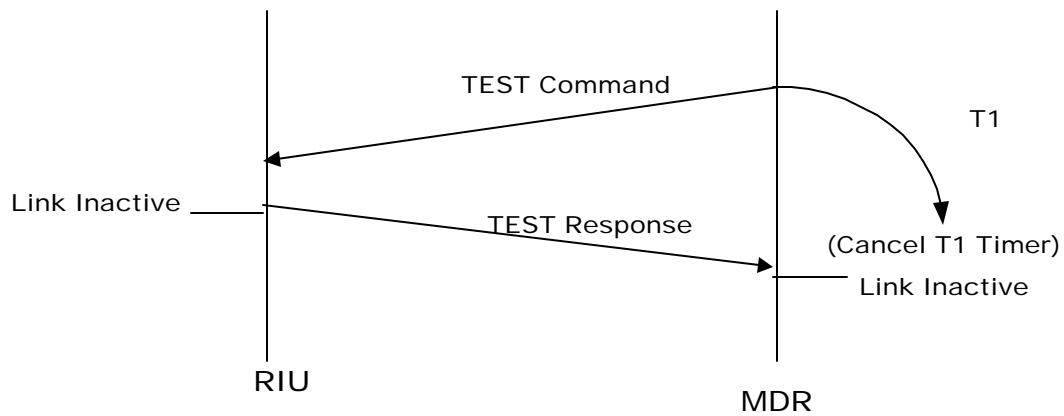 TEST Command
T1
Link Inactive
TEST Response
(Cancel T1 Timer)
Link Inactive
RIU
MDR